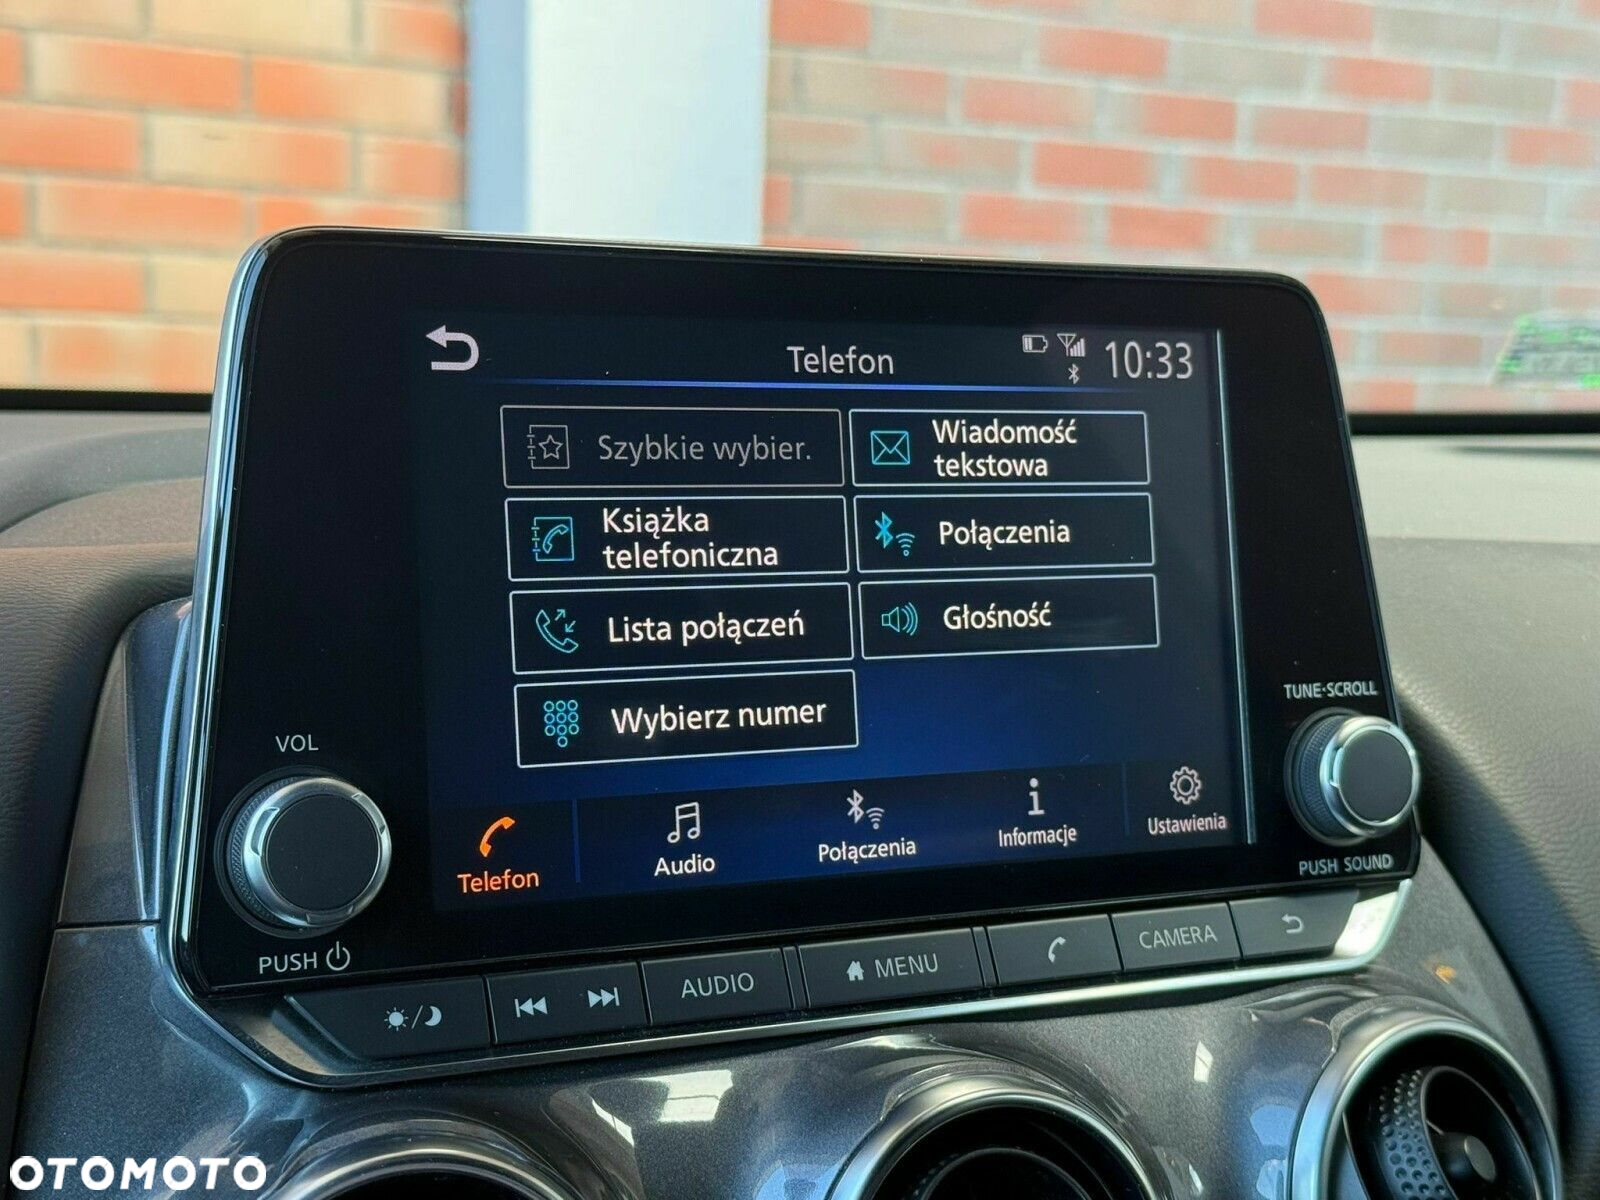 Telefon
10:33
Szybkie wybier.
Wiadomość
tekstowa
Książka
telefoniczna
Połączenia
Lista połączeń
Głośność
Wybierz numer
Telefon
Audio
Połączenia
Informacje
Ustawienia
VOL
PUSH
TUNE·SCROLL
PUSH SOUND
AUDIO
MENU
CAMERA
OTOMOTO